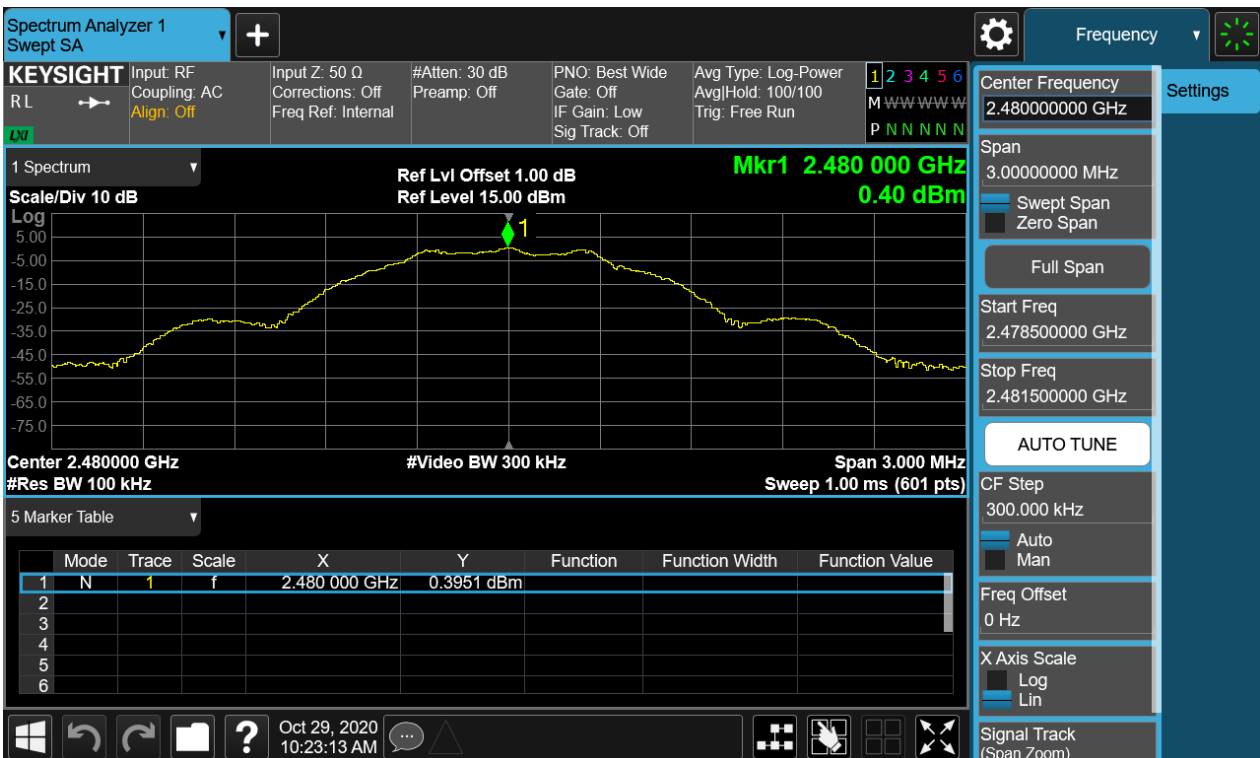 Spectrum Analyzer 1
Swept SA
+
Frequency
KEYSIGHT
R L
LXI
Input: RF
Coupling: AC
Align: Off
Input Z: 50 Ω
Corrections: Off
Freq Ref: Internal
#Atten: 30 dB
Preamp: Off
PNO: Best Wide
Gate: Off
IF Gain: Low
Sig Track: Off
Avg Type: Log-Power
Avg|Hold: 100/100
Trig: Free Run
1 2 3 4 5 6
M W W W W W
P N N N N N
1 Spectrum
Scale/Div 10 dB
Ref Lvl Offset 1.00 dB
Ref Level 15.00 dBm
Mkr1 2.480 000 GHz
0.40 dBm
Log
1
5.00
-5.00
-15.0
-25.0
-35.0
-45.0
-55.0
-65.0
-75.0
Center 2.480000 GHz
#Res BW 100 kHz
#Video BW 300 kHz
Span 3.000 MHz
Sweep 1.00 ms (601 pts)
5 Marker Table
Mode Trace Scale X Y Function Function Width Function Value
1 N 1 f 2.480 000 GHz 0.3951 dBm
2
3
4
5
6
?
Oct 29, 2020
10:23:13 AM
Center Frequency
2.480000000 GHz
Settings
Span
3.00000000 MHz
Swept Span
Zero Span
Full Span
Start Freq
2.478500000 GHz
Stop Freq
2.481500000 GHz
AUTO TUNE
CF Step
300.000 kHz
Auto
Man
Freq Offset
0 Hz
X Axis Scale
Log
Lin
Signal Track
(Span Zoom)